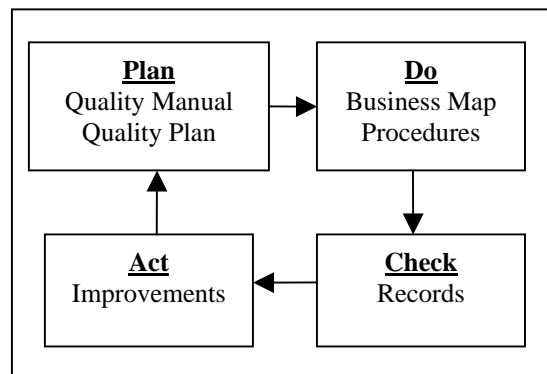 Plan
Quality Manual
Quality Plan
Do
Business Map
Procedures
Act
Improvements
Check
Records